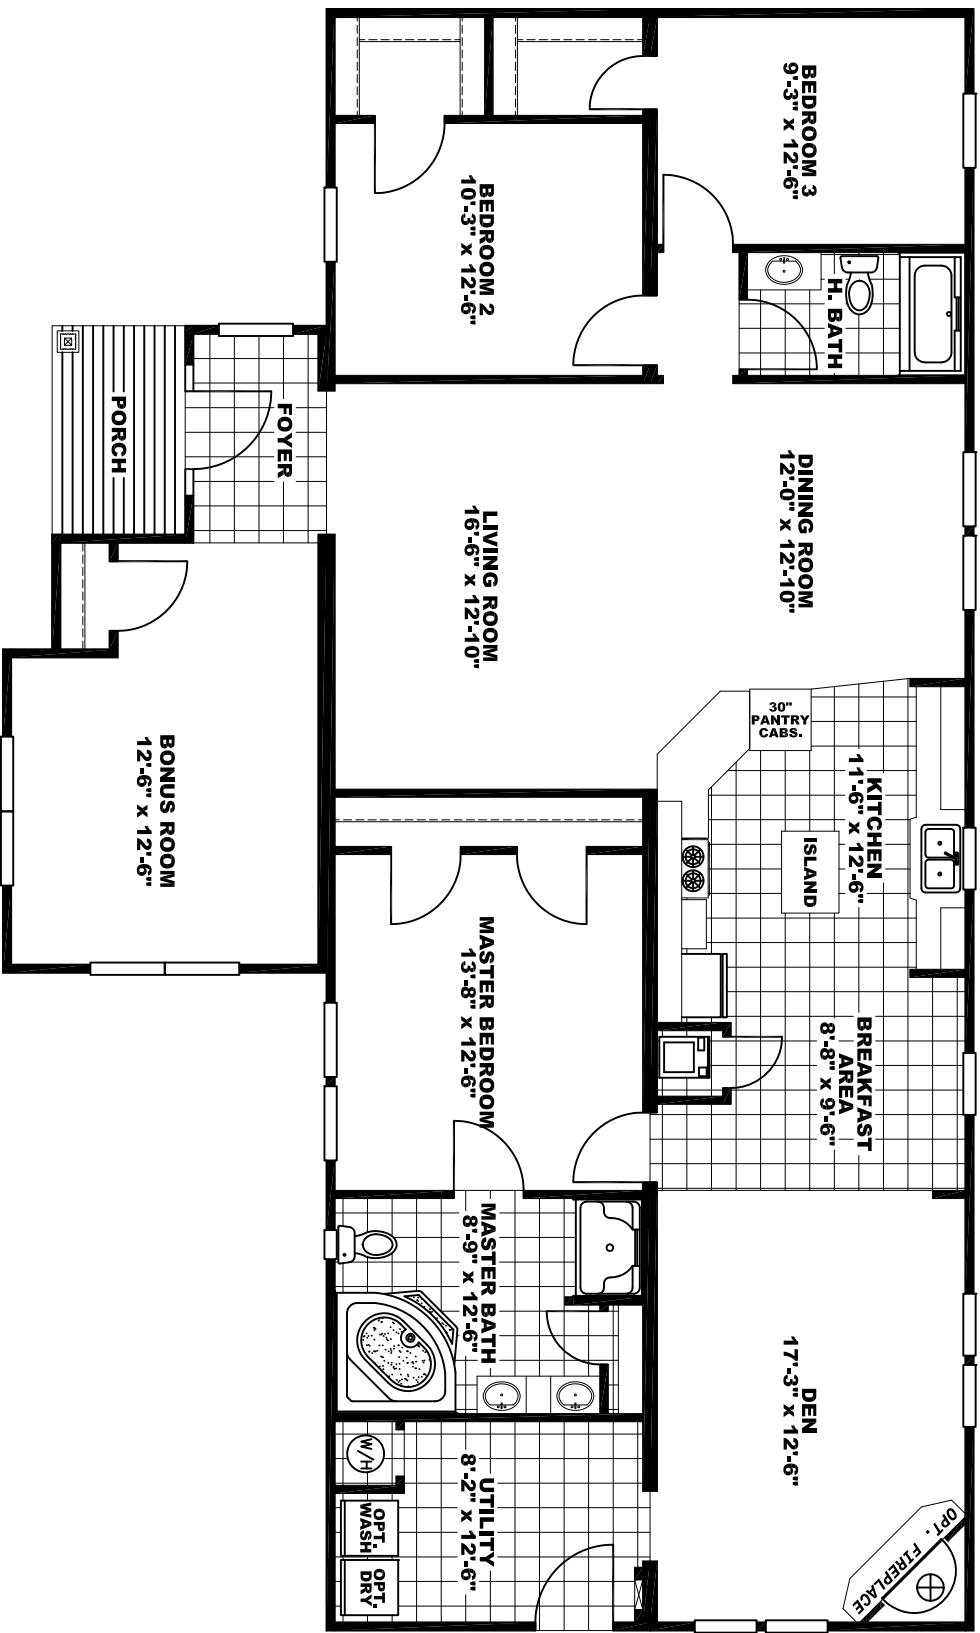 BEDROOM 3
9'-3" x 12'-6"
BEDROOM 2
10'-3" x 12'-6"
H. BATH
PORCH
FOYER
DINING ROOM
12'-0" x 12'-10"
LIVING ROOM
16'-6" x 12'-10"
30"
PANTRY
CABS.
KITCHEN
11'-6" x 12'-6"
ISLAND
BONUS ROOM
12'-6" x 12'-6"
MASTER BEDROOM
13'-8" x 12'-6"
BREAKFAST
AREA
8'-8" x 9'-6"
MASTER BATH
8'-9" x 12'-6"
DEN
17'-3" x 12'-6"
OPT. FIREPLACE
UTILITY
8'-2" x 12'-6"
W/H
OPT.
WASH
OPT.
DRY